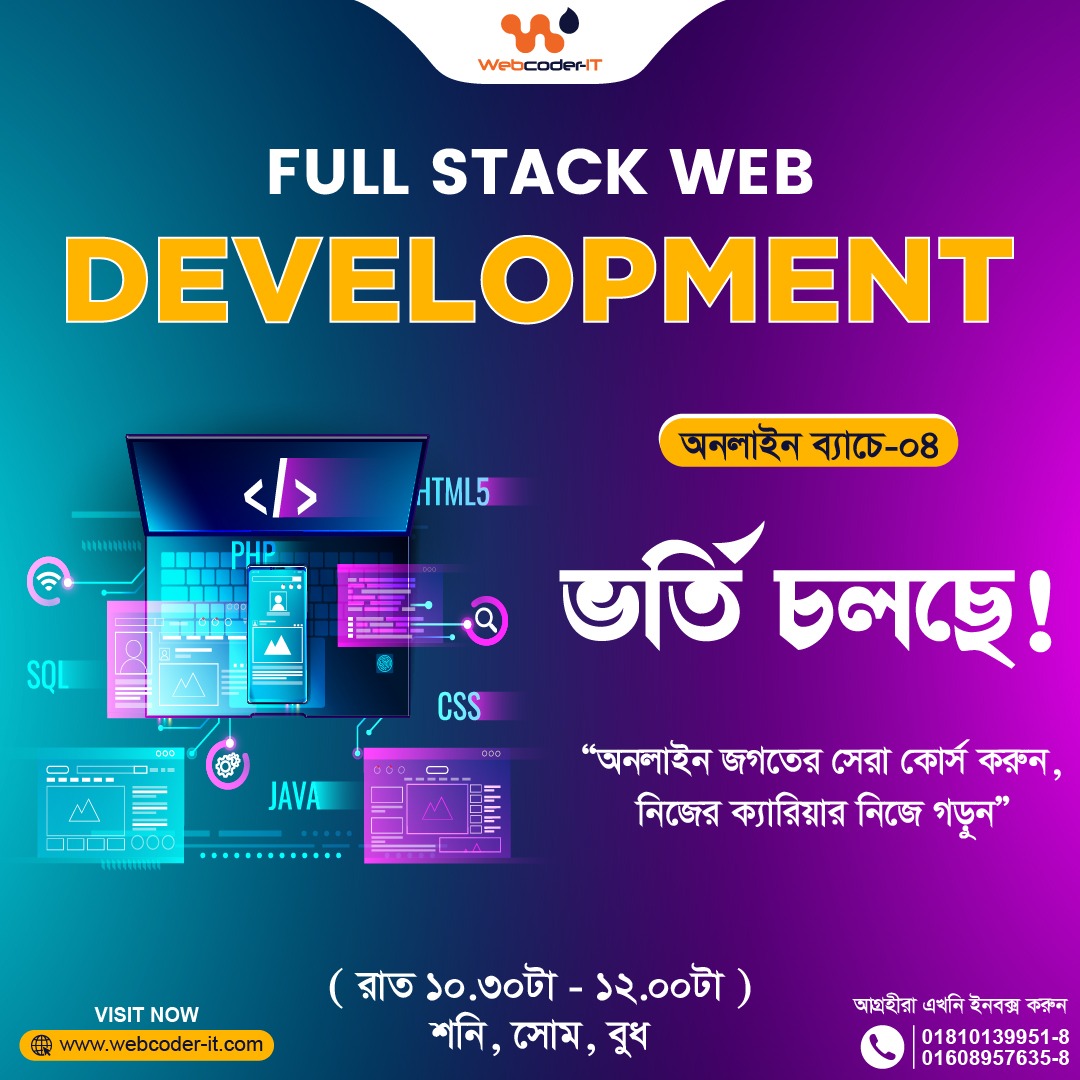 Webcoder-IT
FULL STACK WEB
DEVELOPMENT
অনলাইন ব্যাচে-০৪
ভর্তি চলছে!
HTML5
PHP
SQL
CSS
JAVA
“অনলাইন জগতের সেরা কোর্স করুন,
নিজের ক্যারিয়ার নিজে গড়ুন”
( রাত ১০.৩০টা - ১২.০০টা )
শনি, সোম, বুধ
VISIT NOW
www.webcoder-it.com
আগ্রহীরা এখনি ইনবক্স করুন
01810139951-8
01608957635-8